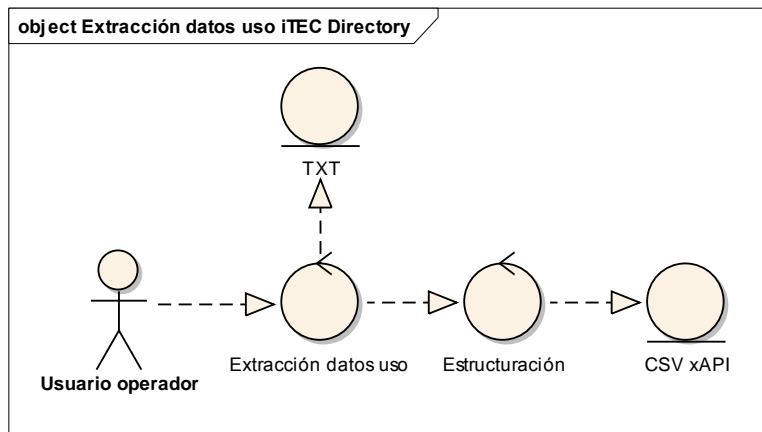 object Extracción datos uso iTEC Directory
TXT
Extracción datos uso
Estructuración
CSV xAPI
Usuario operador